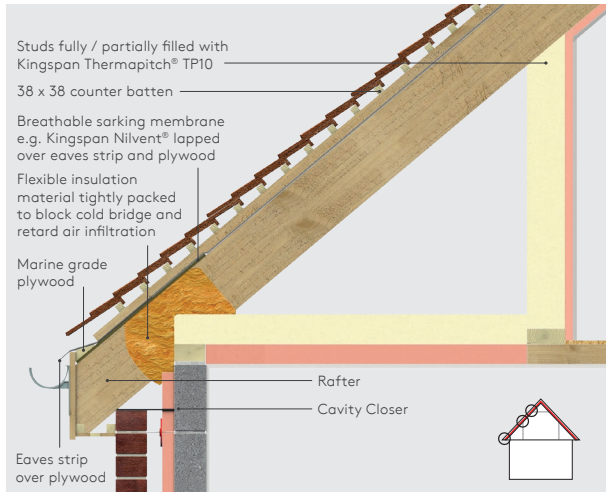 Studs fully / partially filled with
Kingspan Thermapitch® TP10
38 x 38 counter batten
Breathable sarking membrane
e.g. Kingspan Nilvent® lapped
over eaves strip and plywood
Flexible insulation
material tightly packed
to block cold bridge and
retard air infiltration
Marine grade
plywood
Rafter
Cavity Closer
Eaves strip
over plywood